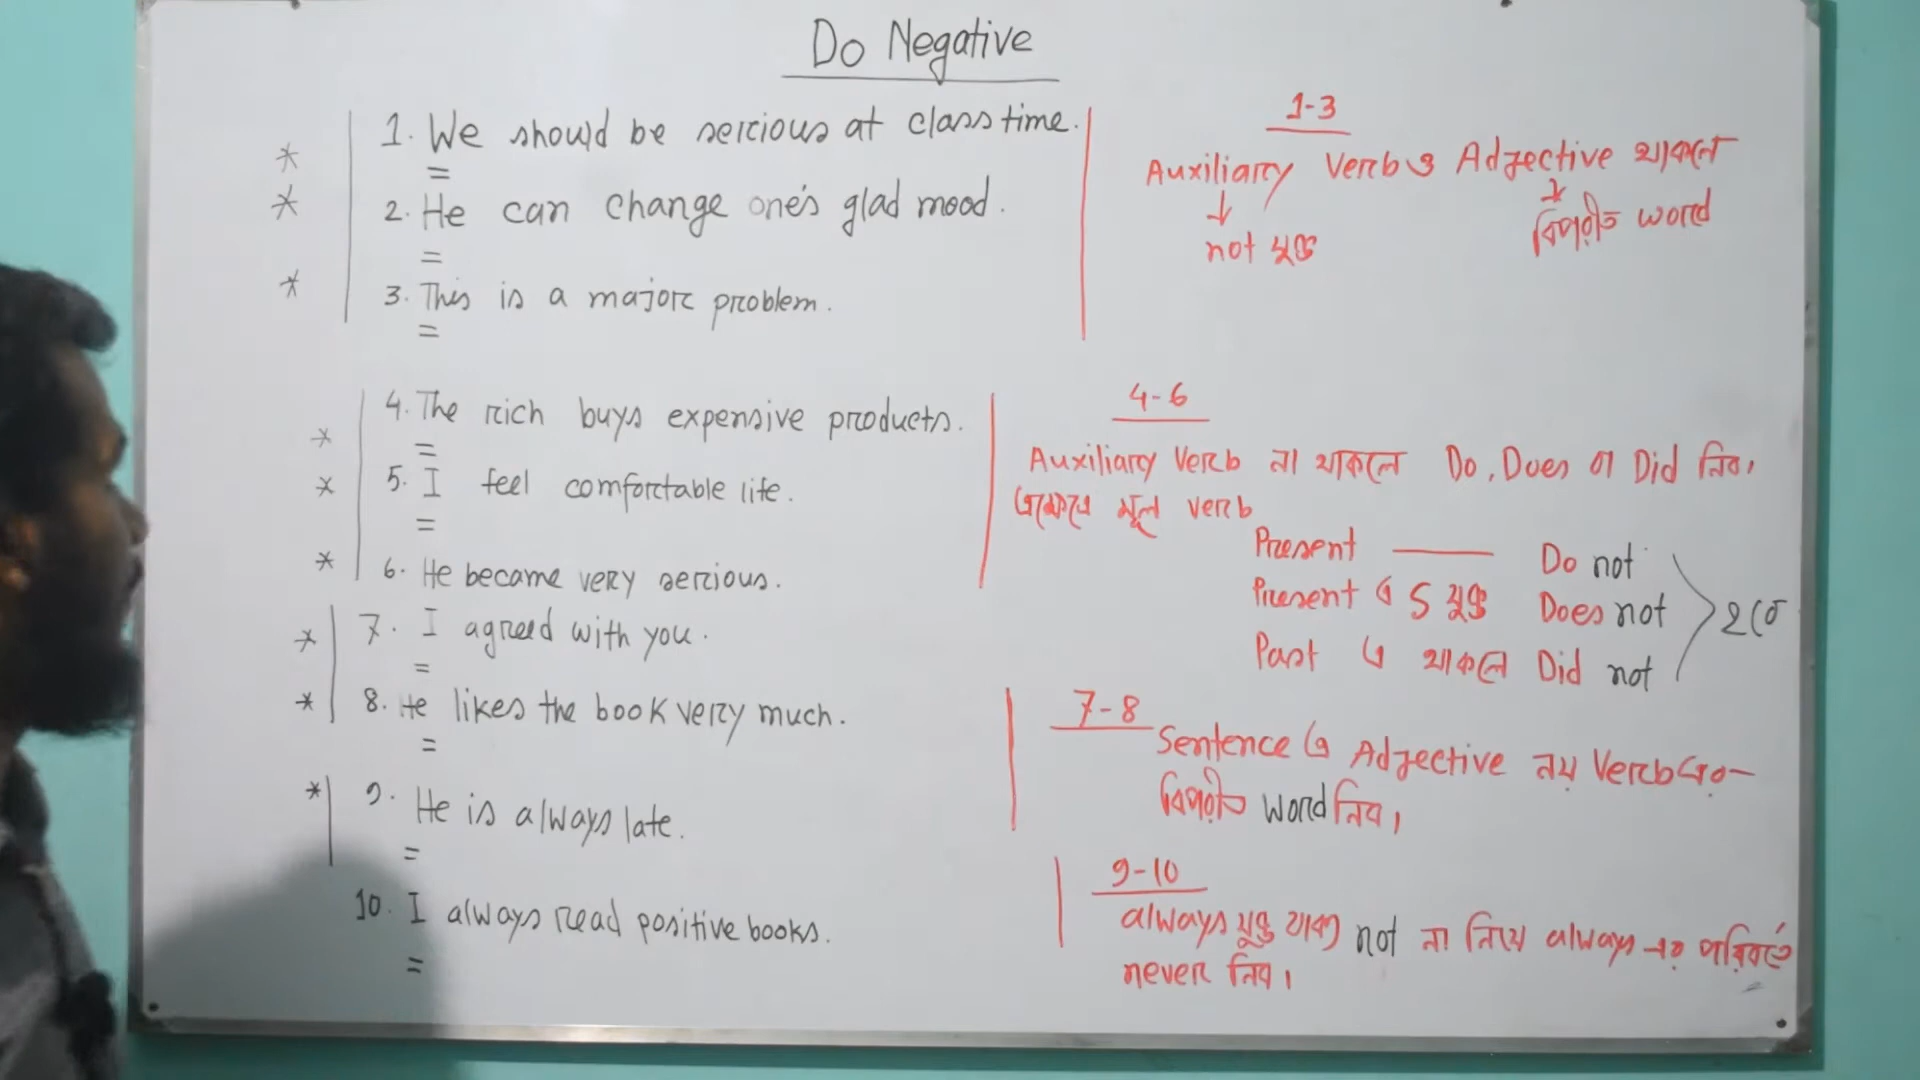 Do Negative
1. We should be serious at class time.
=
2. He can change one's glad mood.
=
3. This is a major problem.
=
4. The rich buys expensive products.
=
5. I feel comfortable life.
=
6. He became very serious.
7. I agreed with you.
=
8. He likes the book very much.
=
9. He is always late.
=
10. I always read positive books.
=
1-3
Auxiliary Verb ও Adjective থাকলে
not যুক্ত
বিপরীত word
4-6
Auxiliary Verb না থাকলে Do, Does বা Did নিব।
এক্ষেত্রে মূল verb
Present — Do not
Present এ S যুক্ত Does not
Past এ থাকলে Did not
হবে
7-8
Sentence এ Adjective নয় Verb এর
বিপরীত word নিব।
9-10
always যুক্ত বাক্য not না নিয়ে always এর পরিবর্তে
never নিব।